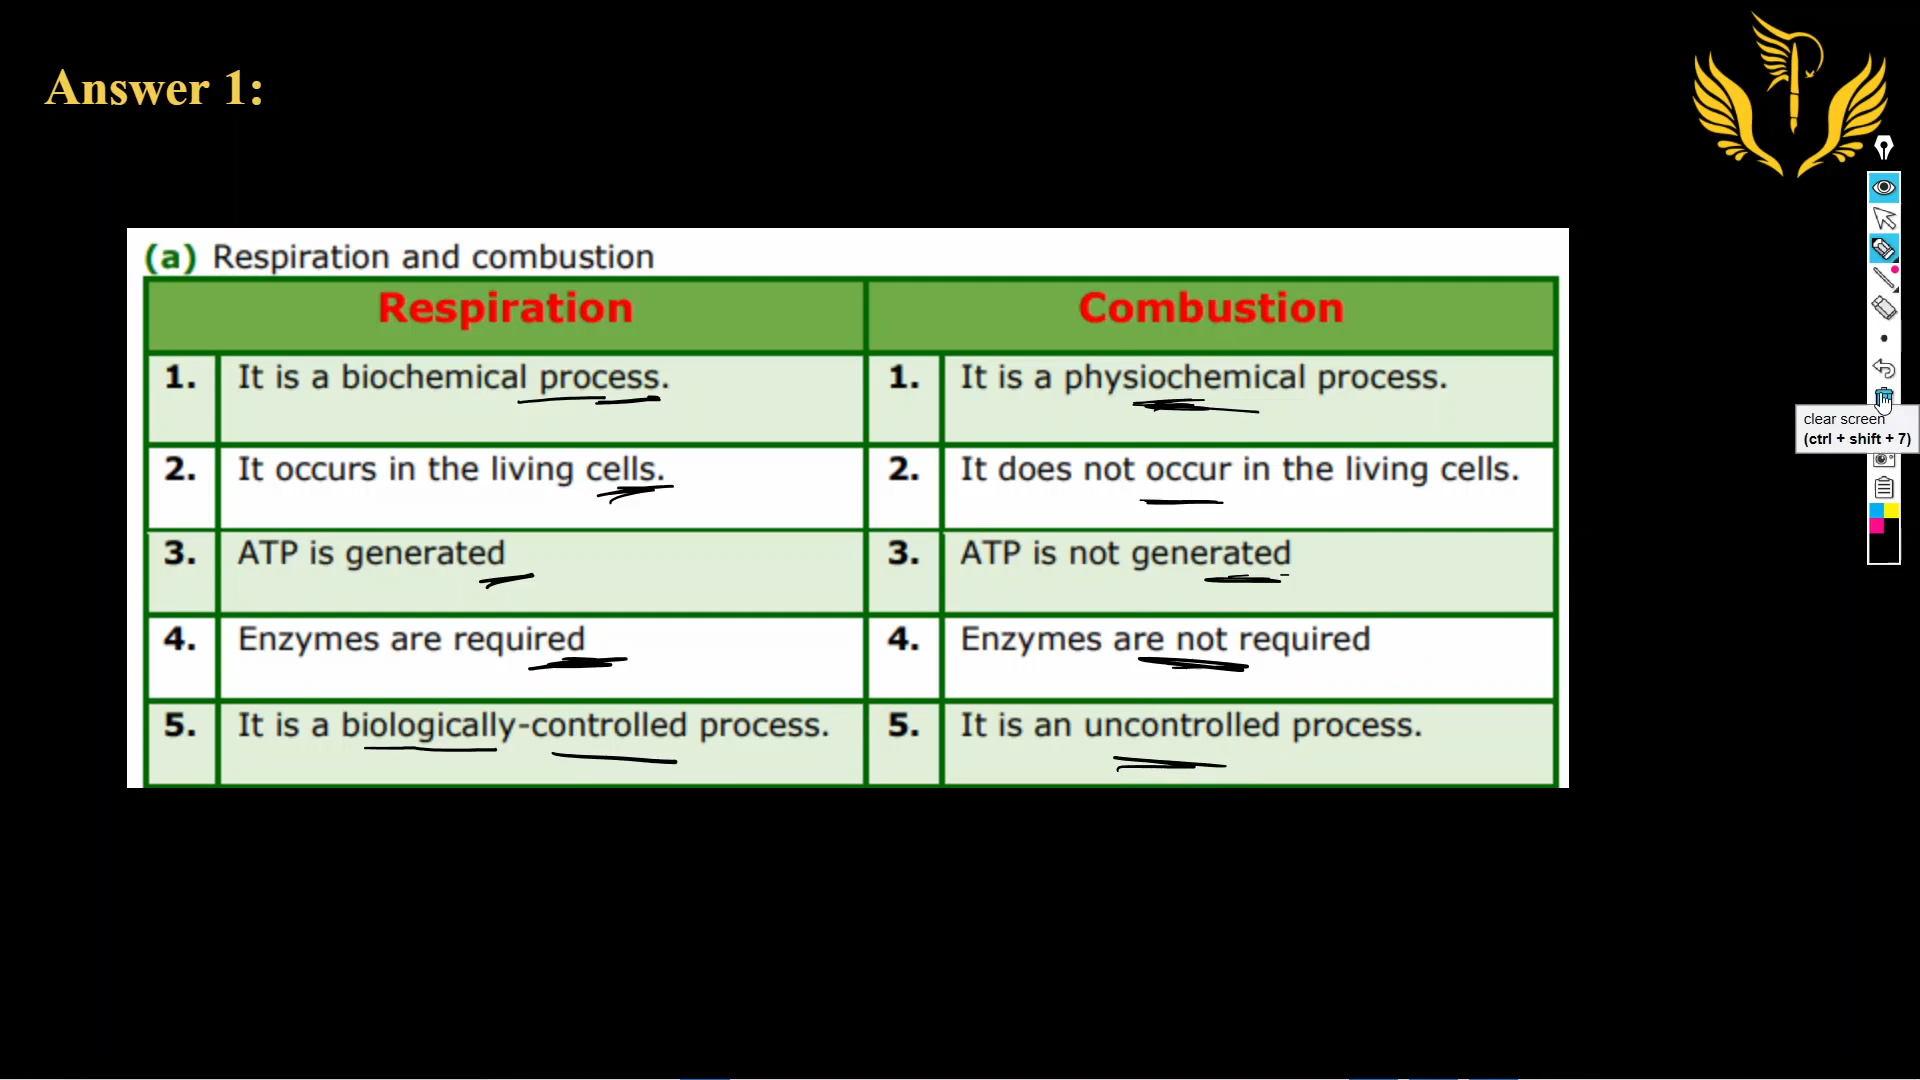 Answer 1:
(a) Respiration and combustion
Respiration Combustion
1. It is a biochemical process. 1. It is a physiochemical process.
2. It occurs in the living cells. 2. It does not occur in the living cells.
3. ATP is generated 3. ATP is not generated
4. Enzymes are required 4. Enzymes are not required
5. It is a biologically-controlled process. 5. It is an uncontrolled process.
clear screen
(ctrl + shift + 7)